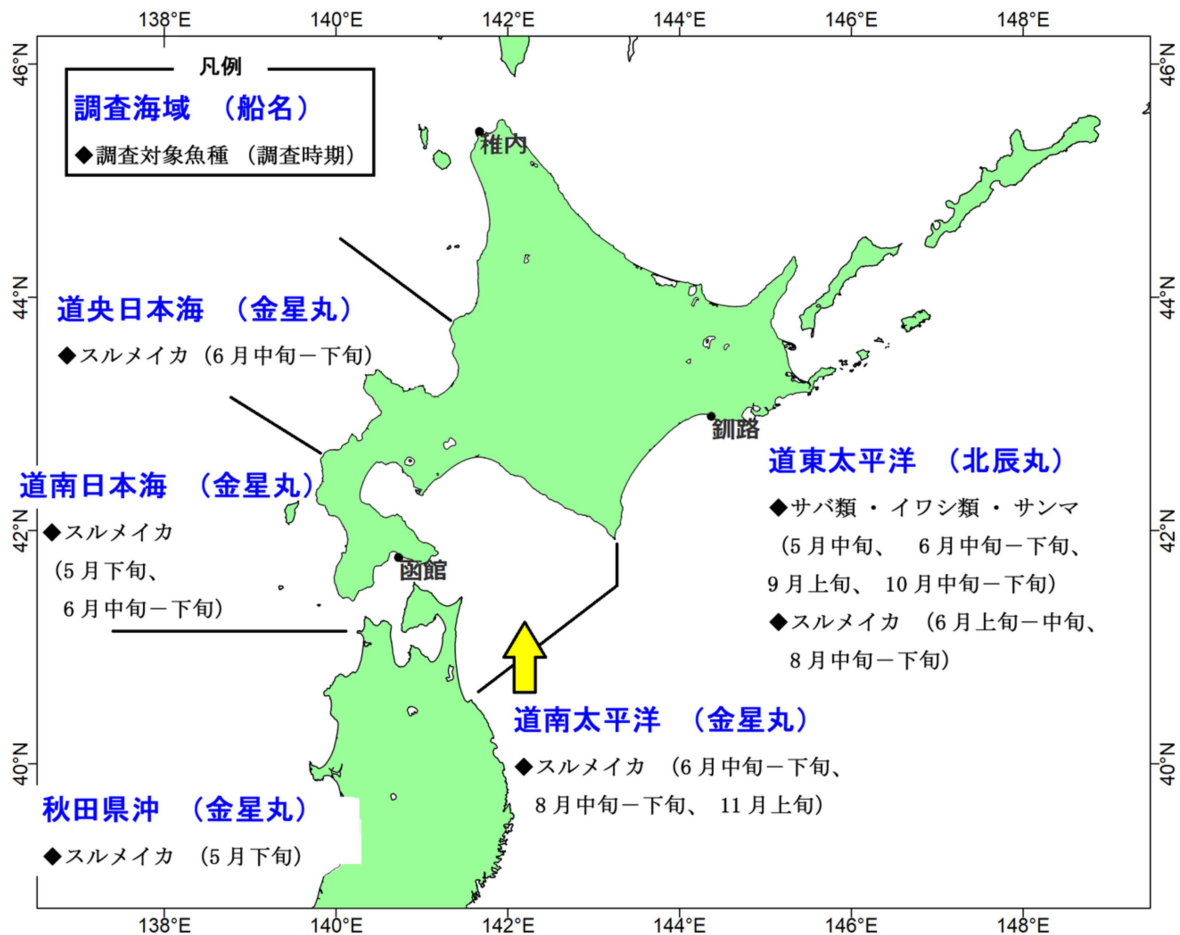 138°E 140°E 142°E 144°E 146°E 148°E
46°N 46°N
凡例
調査海域 (船名)
◆調査対象魚種 (調査時期)
稚内
44°N 44°N
道央日本海 (金星丸)
◆スルメイカ (6月中旬－下旬)
釧路
道南日本海 (金星丸)
◆スルメイカ
(5月下旬、
6月中旬－下旬)
42°N 42°N
函館
道東太平洋 (北辰丸)
◆サバ類・イワシ類・サンマ
(5月中旬、 6月中旬－下旬、
9月上旬、 10月中旬－下旬)
◆スルメイカ (6月上旬－中旬、
8月中旬－下旬)
道南太平洋 (金星丸)
◆スルメイカ (6月中旬－下旬、
8月中旬－下旬、 11月上旬)
40°N 40°N
秋田県沖 (金星丸)
◆スルメイカ (5月下旬)
138°E 140°E 142°E 144°E 146°E 148°E